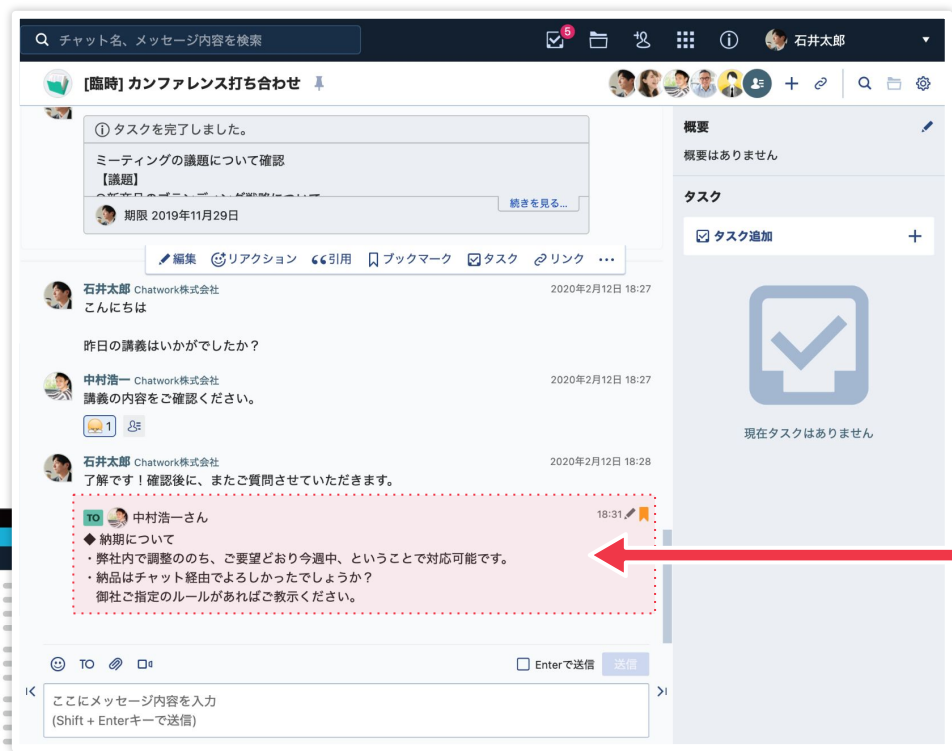 チャット名、メッセージ内容を検索
5
石井太郎
[臨時] カンファレンス打ち合わせ
タスクを完了しました。
ミーティングの議題について確認
【議題】
続きを見る...
期限 2019年11月29日
編集 リアクション 引用 ブックマーク タスク リンク ...
石井太郎 Chatwork株式会社 2020年2月12日 18:27
こんにちは
昨日の講義はいかがでしたか？
中村浩一 Chatwork株式会社 2020年2月12日 18:27
講義の内容をご確認ください。
1
石井太郎 Chatwork株式会社 2020年2月12日 18:28
了解です！確認後に、またご質問させていただきます。
TO 中村浩一さん 18:31
◆ 納期について
・弊社内で調整ののち、ご要望どおり今週中、ということで対応可能です。
・納品はチャット経由でよろしかったでしょうか？
御社ご指定のルールがあればご教示ください。
TO
Enterで送信 送信
ここにメッセージ内容を入力
(Shift + Enterキーで送信)
概要
概要はありません
タスク
タスク追加
現在タスクはありません